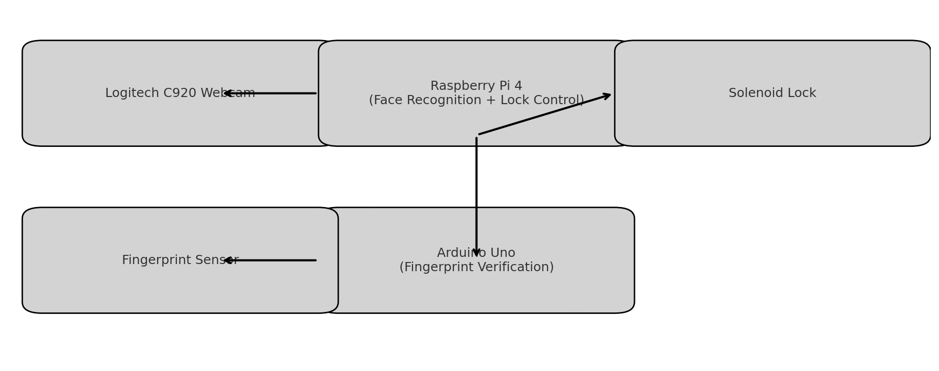 Logitech C920 Webcam
Raspberry Pi 4
(Face Recognition + Lock Control)
Solenoid Lock
Fingerprint Sensor
Arduino Uno
(Fingerprint Verification)